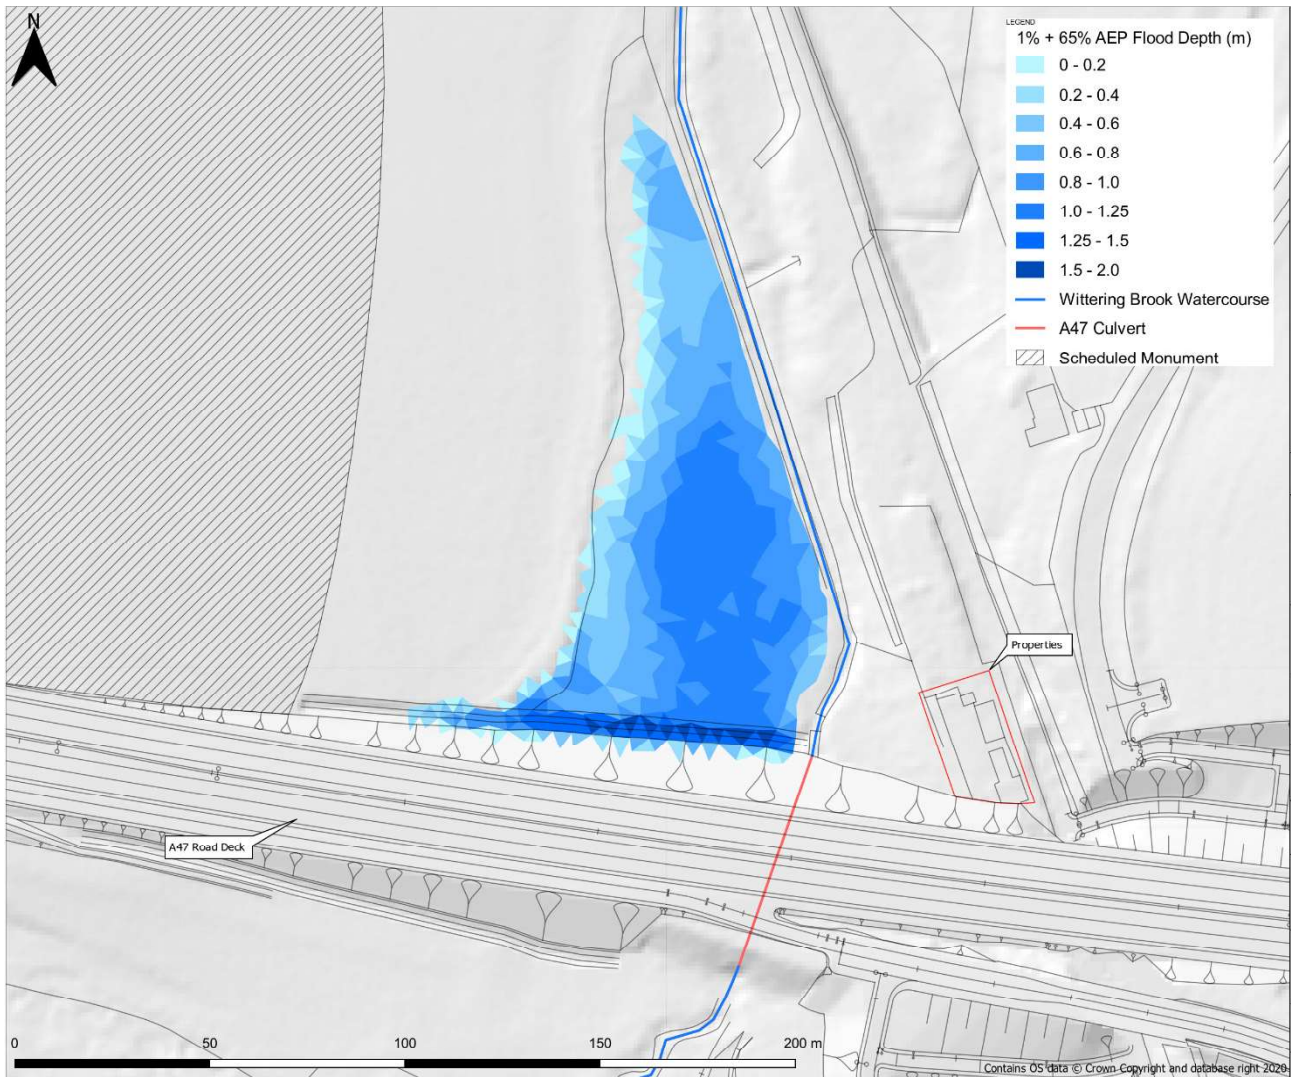 N
LEGEND
1% + 65% AEP Flood Depth (m)
0 - 0.2
0.2 - 0.4
0.4 - 0.6
0.6 - 0.8
0.8 - 1.0
1.0 - 1.25
1.25 - 1.5
1.5 - 2.0
Wittering Brook Watercourse
A47 Culvert
Scheduled Monument
Properties
A47 Road Deck
0 50 100 150 200 m
Contains OS data © Crown Copyright and database right 2020